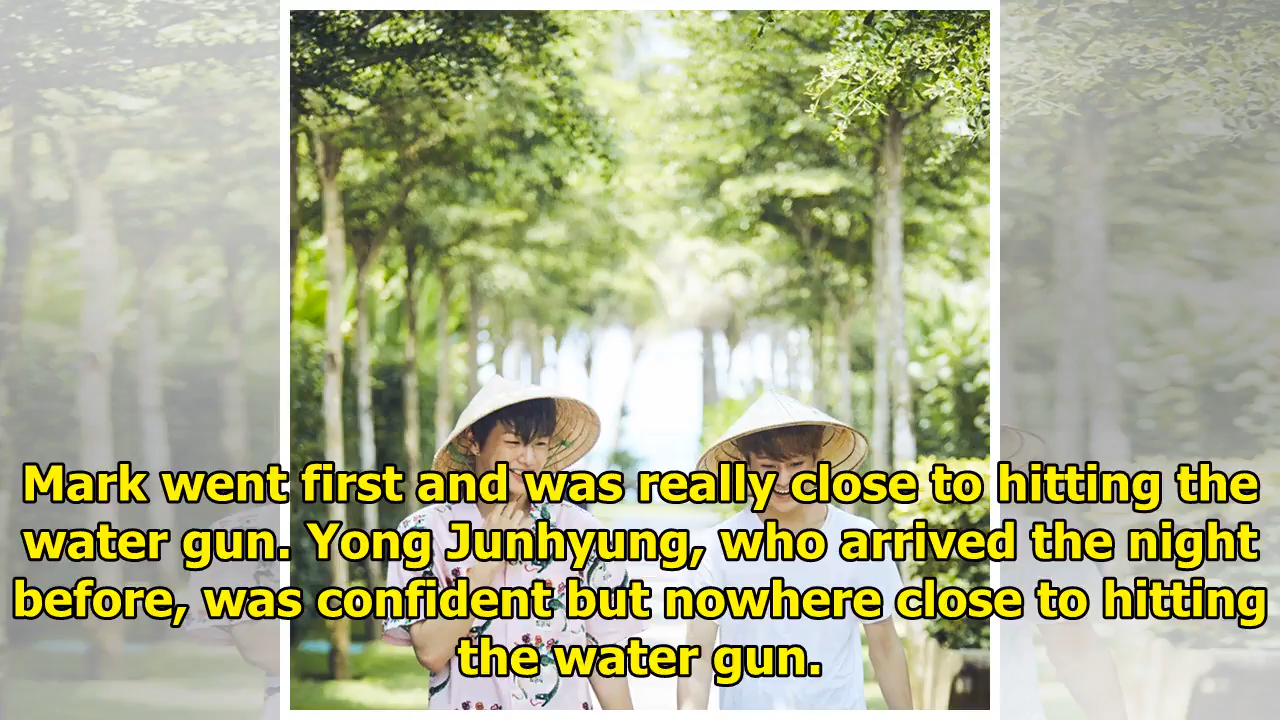 Mark went first and was really close to hitting the
water gun. Yong Junhyung, who arrived the night
before, was confident but nowhere close to hitting
the water gun.